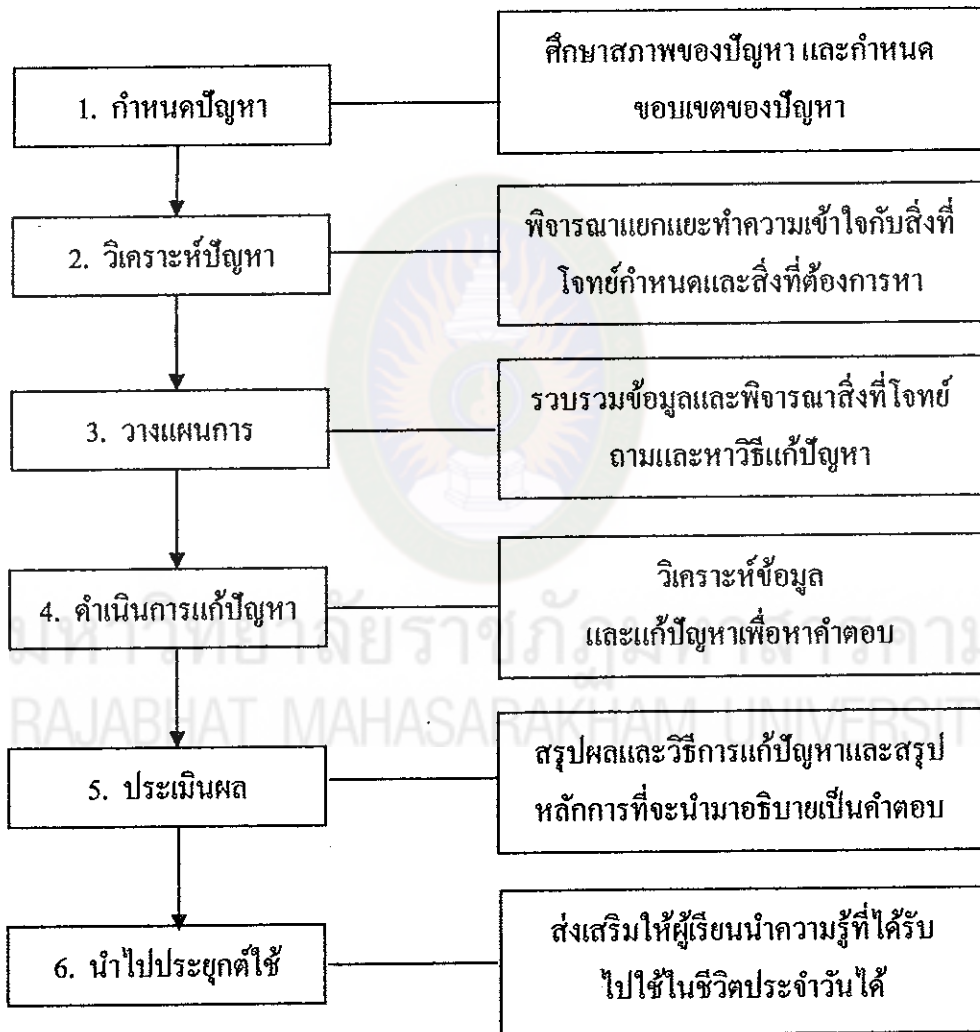 1. กำหนดปัญหา
ศึกษาสภาพของปัญหา และกำหนด
ขอบเขตของปัญหา
2. วิเคราะห์ปัญหา
พิจารณาแยกแยะทำความเข้าใจกับสิ่งที่
โจทย์กำหนดและสิ่งที่ต้องการหา
3. วางแผนการ
รวบรวมข้อมูลและพิจารณาสิ่งที่โจทย์
ถามและหาวิธีแก้ปัญหา
4. ดำเนินการแก้ปัญหา
วิเคราะห์ข้อมูล
และแก้ปัญหาเพื่อหาคำตอบ
มหาวิทยาลัยราชภัฏมหาสารคาม
RAJABHAT MAHASARAKHAM UNIVERSIT
5. ประเมินผล
สรุปผลและวิธีการแก้ปัญหาและสรุป
หลักการที่จะนำมาอธิบายเป็นคำตอบ
6. นำไปประยุกต์ใช้
ส่งเสริมให้ผู้เรียนนำความรู้ที่ได้รับ
ไปใช้ในชีวิตประจำวันได้